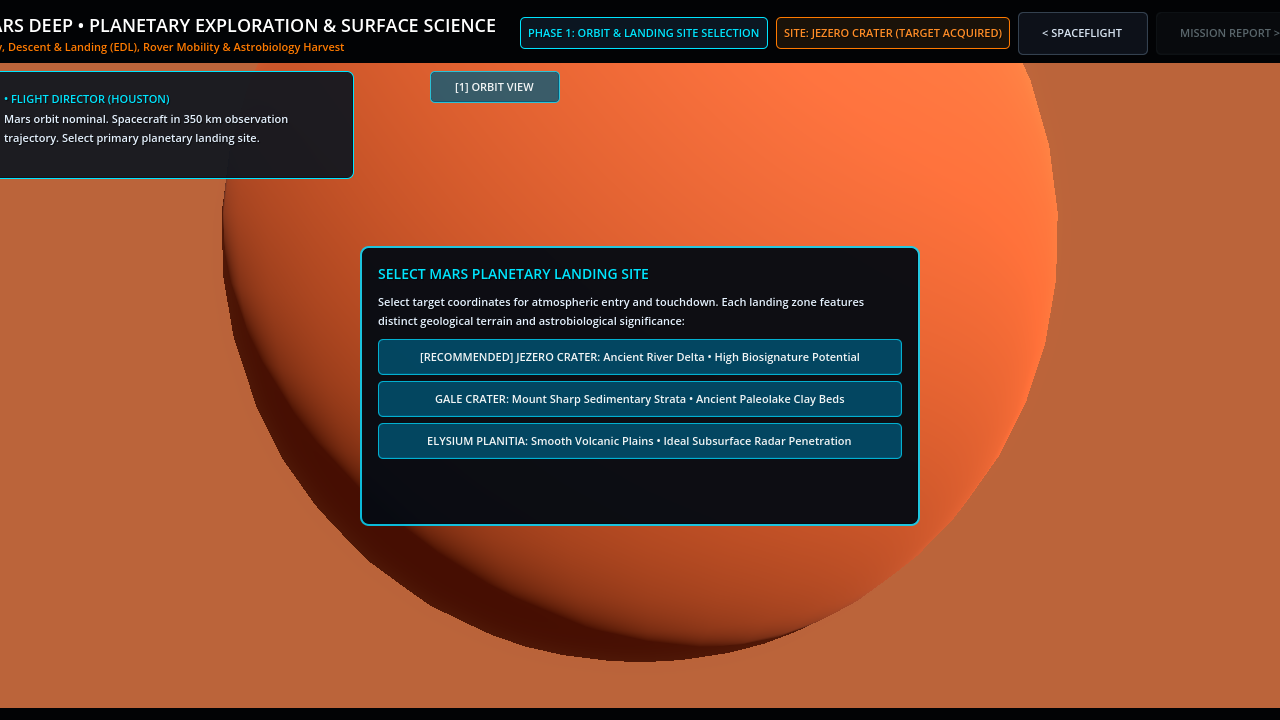 ARS DEEP • PLANETARY EXPLORATION & SURFACE SCIENCE
, Descent & Landing (EDL), Rover Mobility & Astrobiology Harvest
PHASE 1: ORBIT & LANDING SITE SELECTION
SITE: JEZERO CRATER (TARGET ACQUIRED)
< SPACEFLIGHT
MISSION REPORT >
• FLIGHT DIRECTOR (HOUSTON)
Mars orbit nominal. Spacecraft in 350 km observation
trajectory. Select primary planetary landing site.
[1] ORBIT VIEW
SELECT MARS PLANETARY LANDING SITE
Select target coordinates for atmospheric entry and touchdown. Each landing zone features
distinct geological terrain and astrobiological significance:
[RECOMMENDED] JEZERO CRATER: Ancient River Delta • High Biosignature Potential
GALE CRATER: Mount Sharp Sedimentary Strata • Ancient Paleolake Clay Beds
ELYSIUM PLANITIA: Smooth Volcanic Plains • Ideal Subsurface Radar Penetration